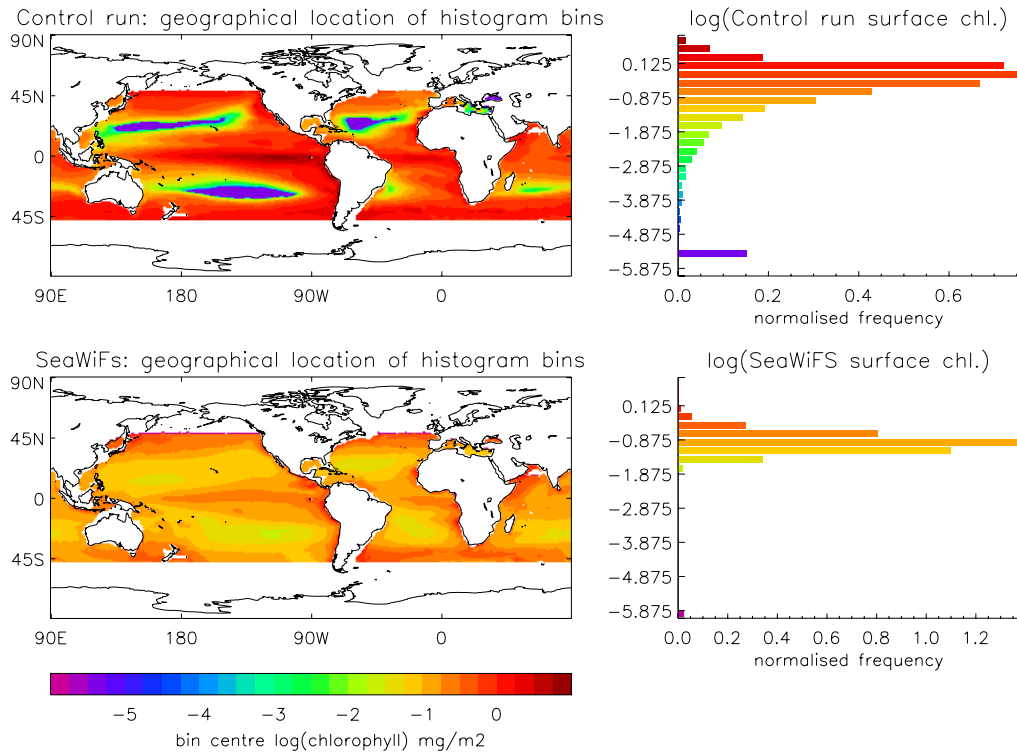 Control run: geographical location of histogram bins
90N
45N
0
45S
90E
180
90W
0
log(Control run surface chl.)
0.125
-0.875
-1.875
-2.875
-3.875
-4.875
-5.875
0.0
0.2
0.4
0.6
normalised frequency
SeaWiFs: geographical location of histogram bins
90N
45N
0
45S
90E
180
90W
0
log(SeaWiFS surface chl.)
0.125
-0.875
-1.875
-2.875
-3.875
-4.875
-5.875
0.0
0.2
0.4
0.6
0.8
1.0
1.2
normalised frequency
-5
-4
-3
-2
-1
0
bin centre log(chlorophyll) mg/m2